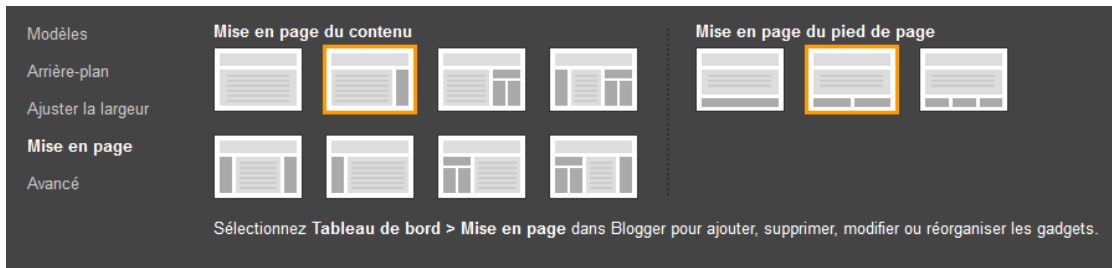 Modèles
Arrière-plan
Ajuster la largeur
Mise en page
Avancé
Mise en page du contenu
Mise en page du pied de page
Sélectionnez Tableau de bord > Mise en page dans Blogger pour ajouter, supprimer, modifier ou réorganiser les gadgets.